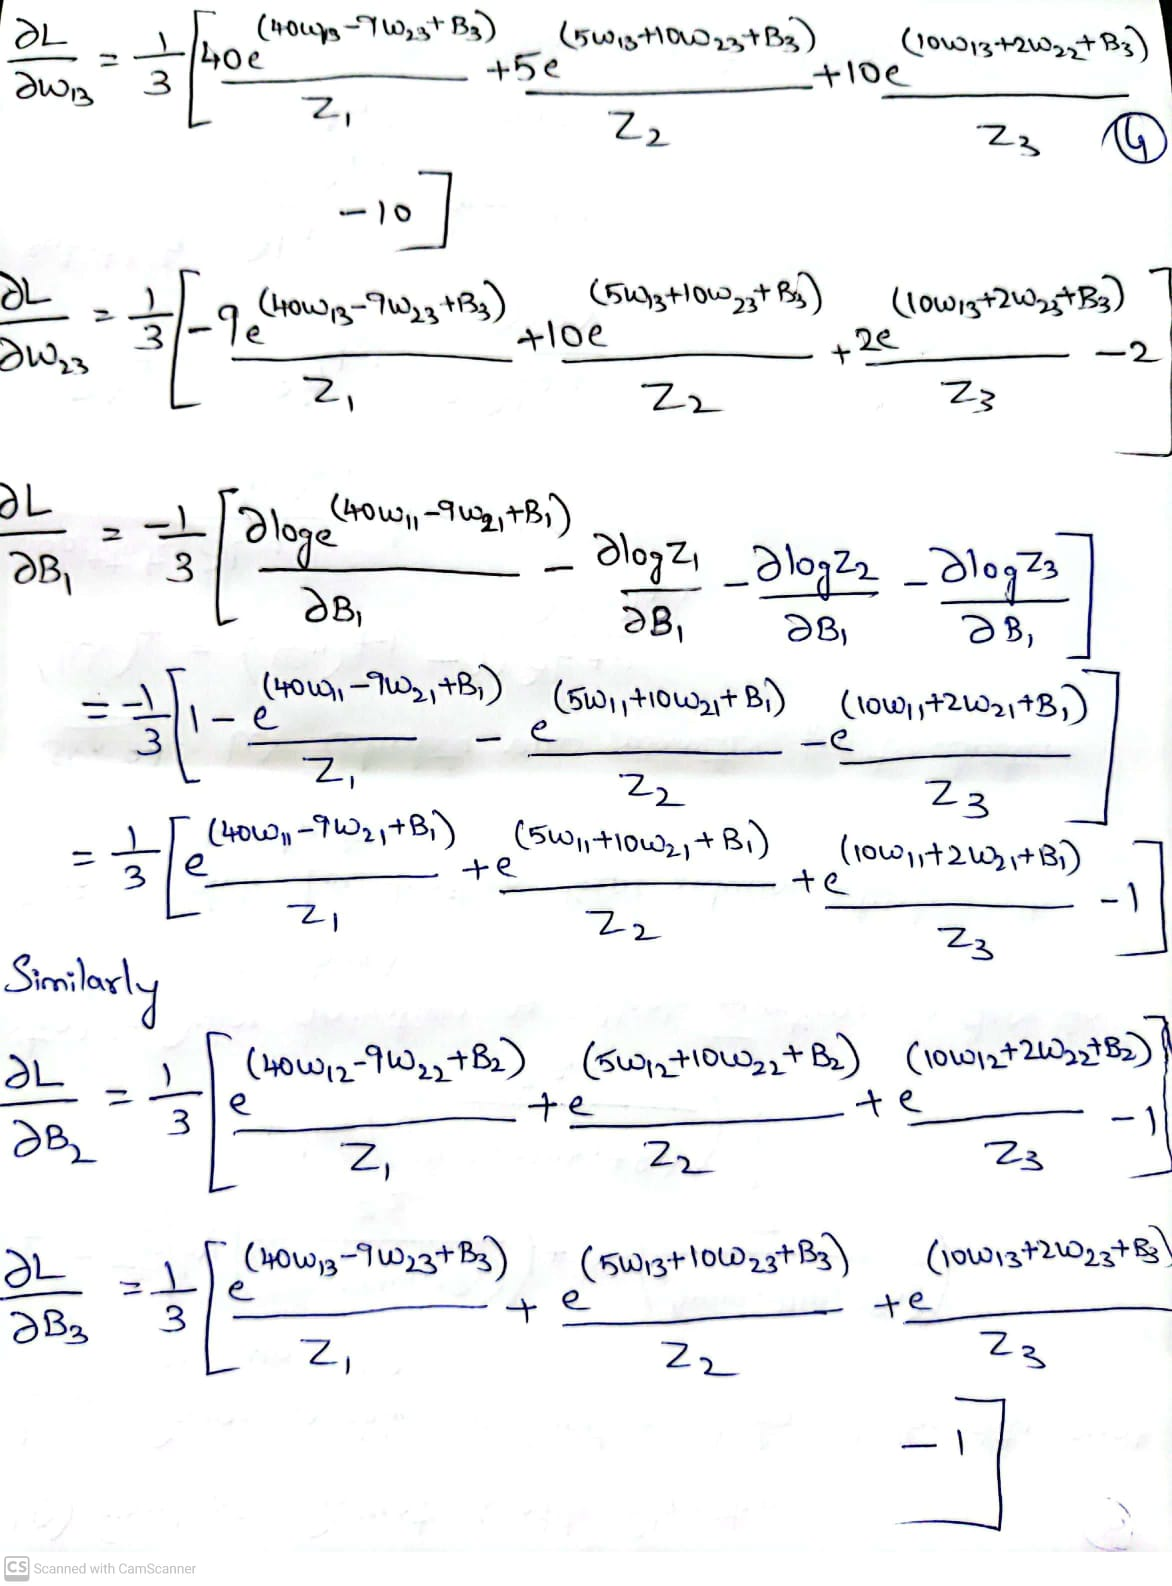 ∂L/∂w₁₃ = 1/3 [ 40e^(40w₁₃-9w₂₃+B₃)/Z₁ + 5e^(5w₁₃+10w₂₃+B₃)/Z₂ + 10e^(10w₁₃+2w₂₂+B₃)/Z₃
④
-10 ]
∂L/∂w₂₃ = 1/3 [ -9e^(40w₁₃-9w₂₃+B₃)/Z₁ + 10e^(5w₁₃+10w₂₃+B₃)/Z₂ + 2e^(10w₁₃+2w₂₃+B₃)/Z₃ -2 ]
∂L/∂B₁ = -1/3 [ ∂loge^(40w₁₁-9w₂₁+B₁)/∂B₁ - ∂logZ₁/∂B₁ - ∂logZ₂/∂B₁ - ∂logZ₃/∂B₁ ]
= -1/3 [ 1 - e^(40w₁₁-9w₂₁+B₁)/Z₁ - e^(5w₁₁+10w₂₁+B₁)/Z₂ - e^(10w₁₁+2w₂₁+B₁)/Z₃ ]
= 1/3 [ e^(40w₁₁-9w₂₁+B₁)/Z₁ + e^(5w₁₁+10w₂₁+B₁)/Z₂ + e^(10w₁₁+2w₂₁+B₁)/Z₃ -1 ]
Similarly
∂L/∂B₂ = 1/3 [ e^(40w₁₂-9w₂₂+B₂)/Z₁ + e^(5w₁₂+10w₂₂+B₂)/Z₂ + e^(10w₁₂+2w₂₂+B₂)/Z₃ -1 ]
∂L/∂B₃ = 1/3 [ e^(40w₁₃-9w₂₃+B₃)/Z₁ + e^(5w₁₃+10w₂₃+B₃)/Z₂ + e^(10w₁₃+2w₂₃+B₃)/Z₃
-1 ]
CS Scanned with CamScanner